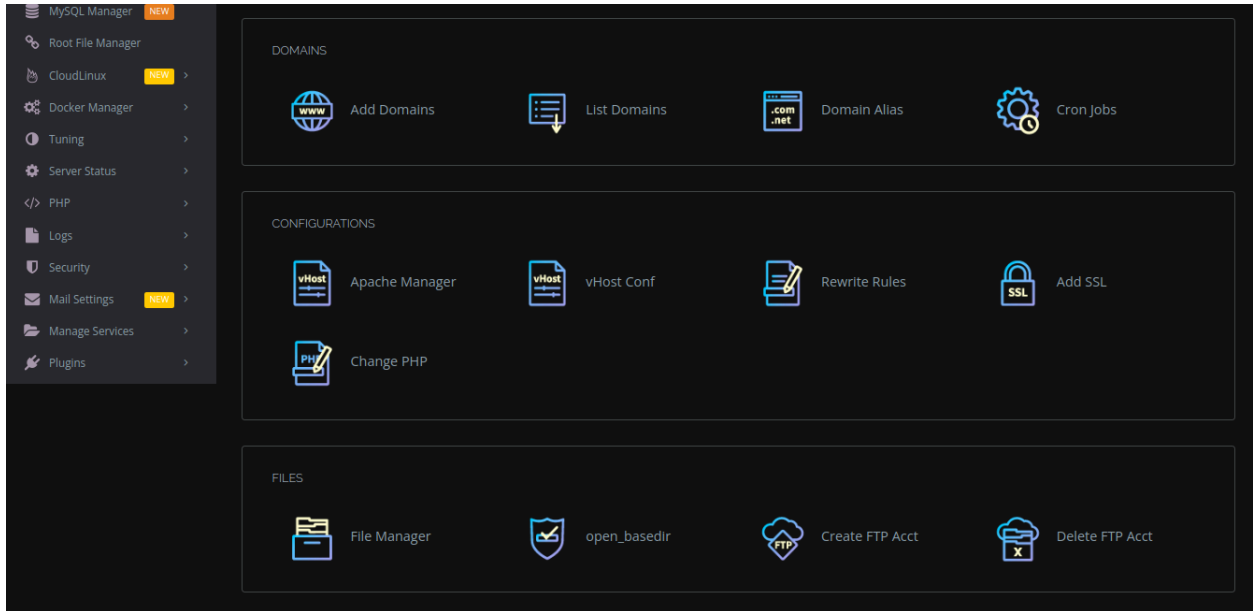 MySQL Manager NEW
Root File Manager
CloudLinux NEW
Docker Manager
Tuning
Server Status
</> PHP
Logs
Security
Mail Settings NEW
Manage Services
Plugins
DOMAINS
www Add Domains
List Domains
.com
.net
Domain Alias
Cron Jobs
CONFIGURATIONS
vHost Apache Manager
vHost vHost Conf
Rewrite Rules
SSL Add SSL
PHP Change PHP
FILES
File Manager
open_basedir
FTP Create FTP Acct
X Delete FTP Acct